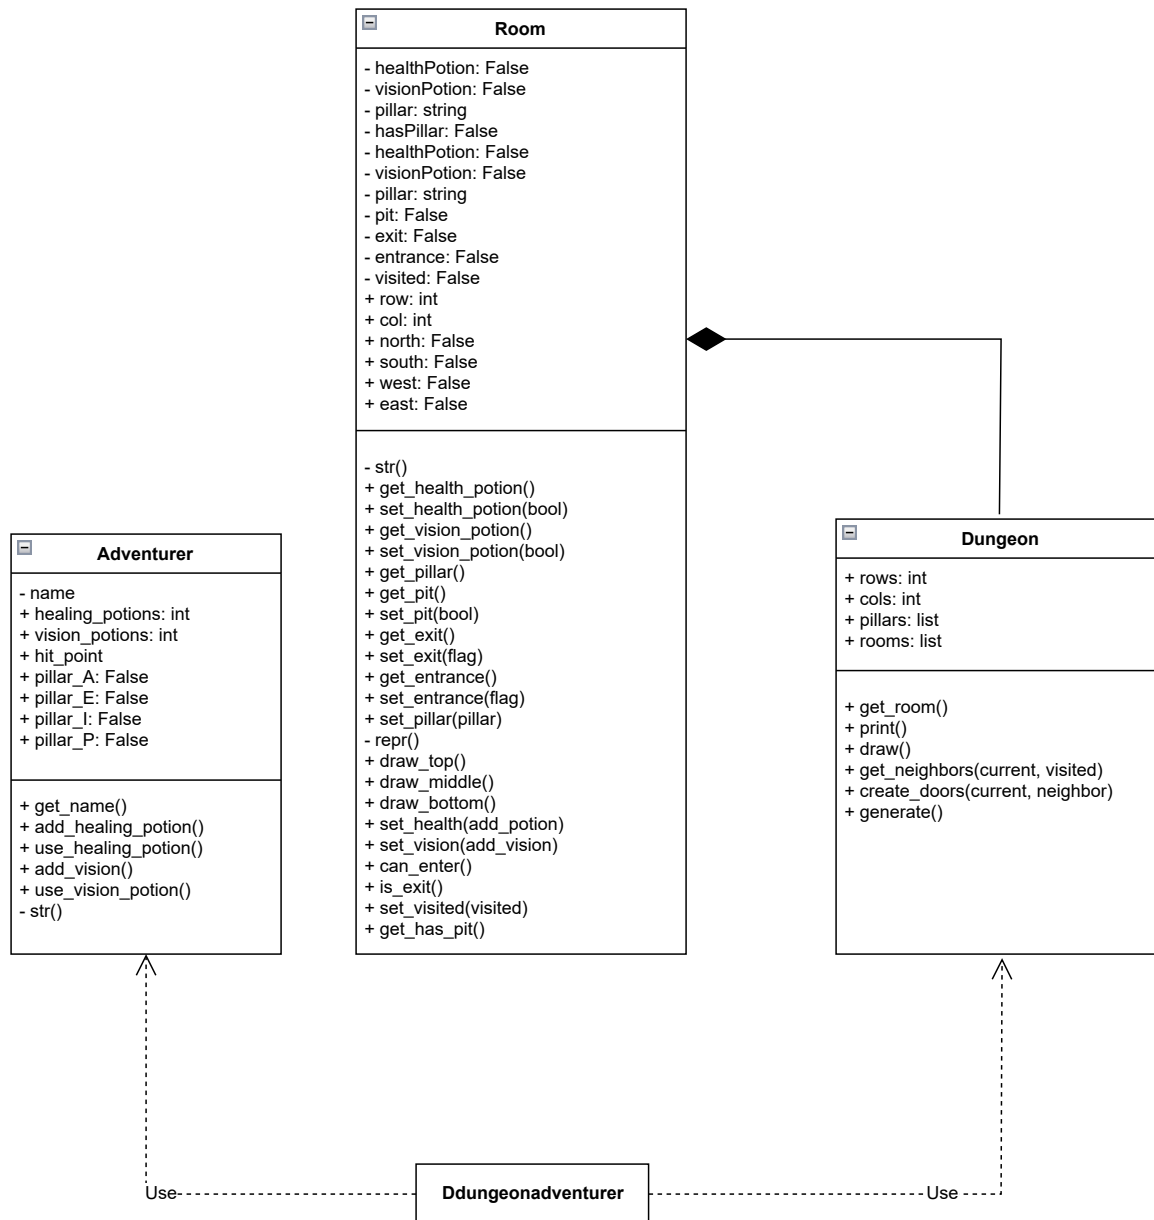 Room
- healthPotion: False
- visionPotion: False
- pillar: string
- hasPillar: False
- healthPotion: False
- visionPotion: False
- pillar: string
- pit: False
- exit: False
- entrance: False
- visited: False
+ row: int
+ col: int
+ north: False
+ south: False
+ west: False
+ east: False
- str()
+ get_health_potion()
+ set_health_potion(bool)
+ get_vision_potion()
+ set_vision_potion(bool)
+ get_pillar()
+ get_pit()
+ set_pit(bool)
+ get_exit()
+ set_exit(flag)
+ get_entrance()
+ set_entrance(flag)
+ set_pillar(pillar)
- repr()
+ draw_top()
+ draw_middle()
+ draw_bottom()
+ set_health(add_potion)
+ set_vision(add_vision)
+ can_enter()
+ is_exit()
+ set_visited(visited)
+ get_has_pit()
Adventurer
- name
+ healing_potions: int
+ vision_potions: int
+ hit_point
+ pillar_A: False
+ pillar_E: False
+ pillar_I: False
+ pillar_P: False
+ get_name()
+ add_healing_potion()
+ use_healing_potion()
+ add_vision()
+ use_vision_potion()
- str()
Dungeon
+ rows: int
+ cols: int
+ pillars: list
+ rooms: list
+ get_room()
+ print()
+ draw()
+ get_neighbors(current, visited)
+ create_doors(current, neighbor)
+ generate()
Use
Ddungeonadventurer
Use